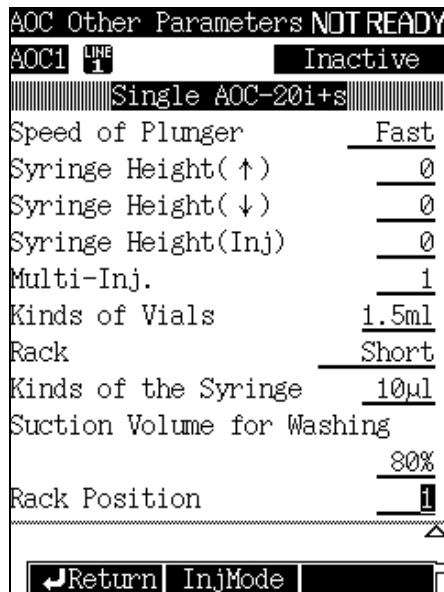 AOC Other Parameters NOT READY
AOC1 LINE 1 Inactive
Single AOC-20i+s
Speed of Plunger Fast
Syringe Height(↑) 0
Syringe Height(↓) 0
Syringe Height(Inj) 0
Multi-Inj. 1
Kinds of Vials 1.5ml
Rack Short
Kinds of the Syringe 10µl
Suction Volume for Washing
80%
Rack Position 1
↵Return InjMode